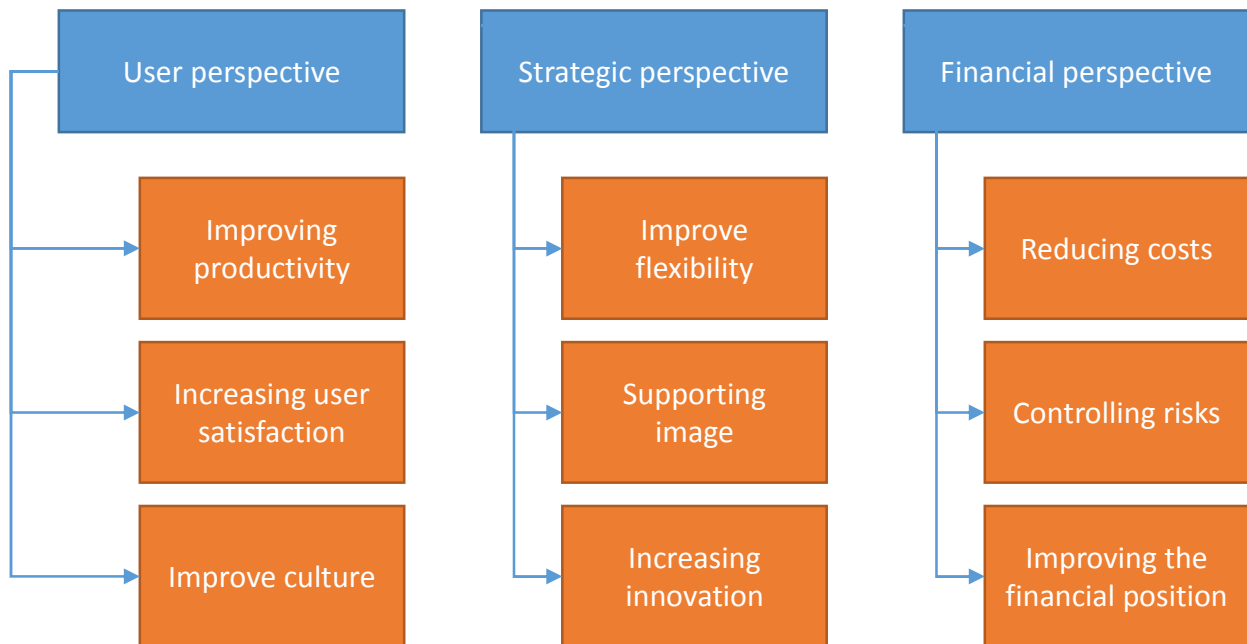 User perspective
Improving
productivity
Increasing user
satisfaction
Improve culture
Strategic perspective
Improve
flexibility
Supporting
image
Increasing
innovation
Financial perspective
Reducing costs
Controlling risks
Improving the
financial position